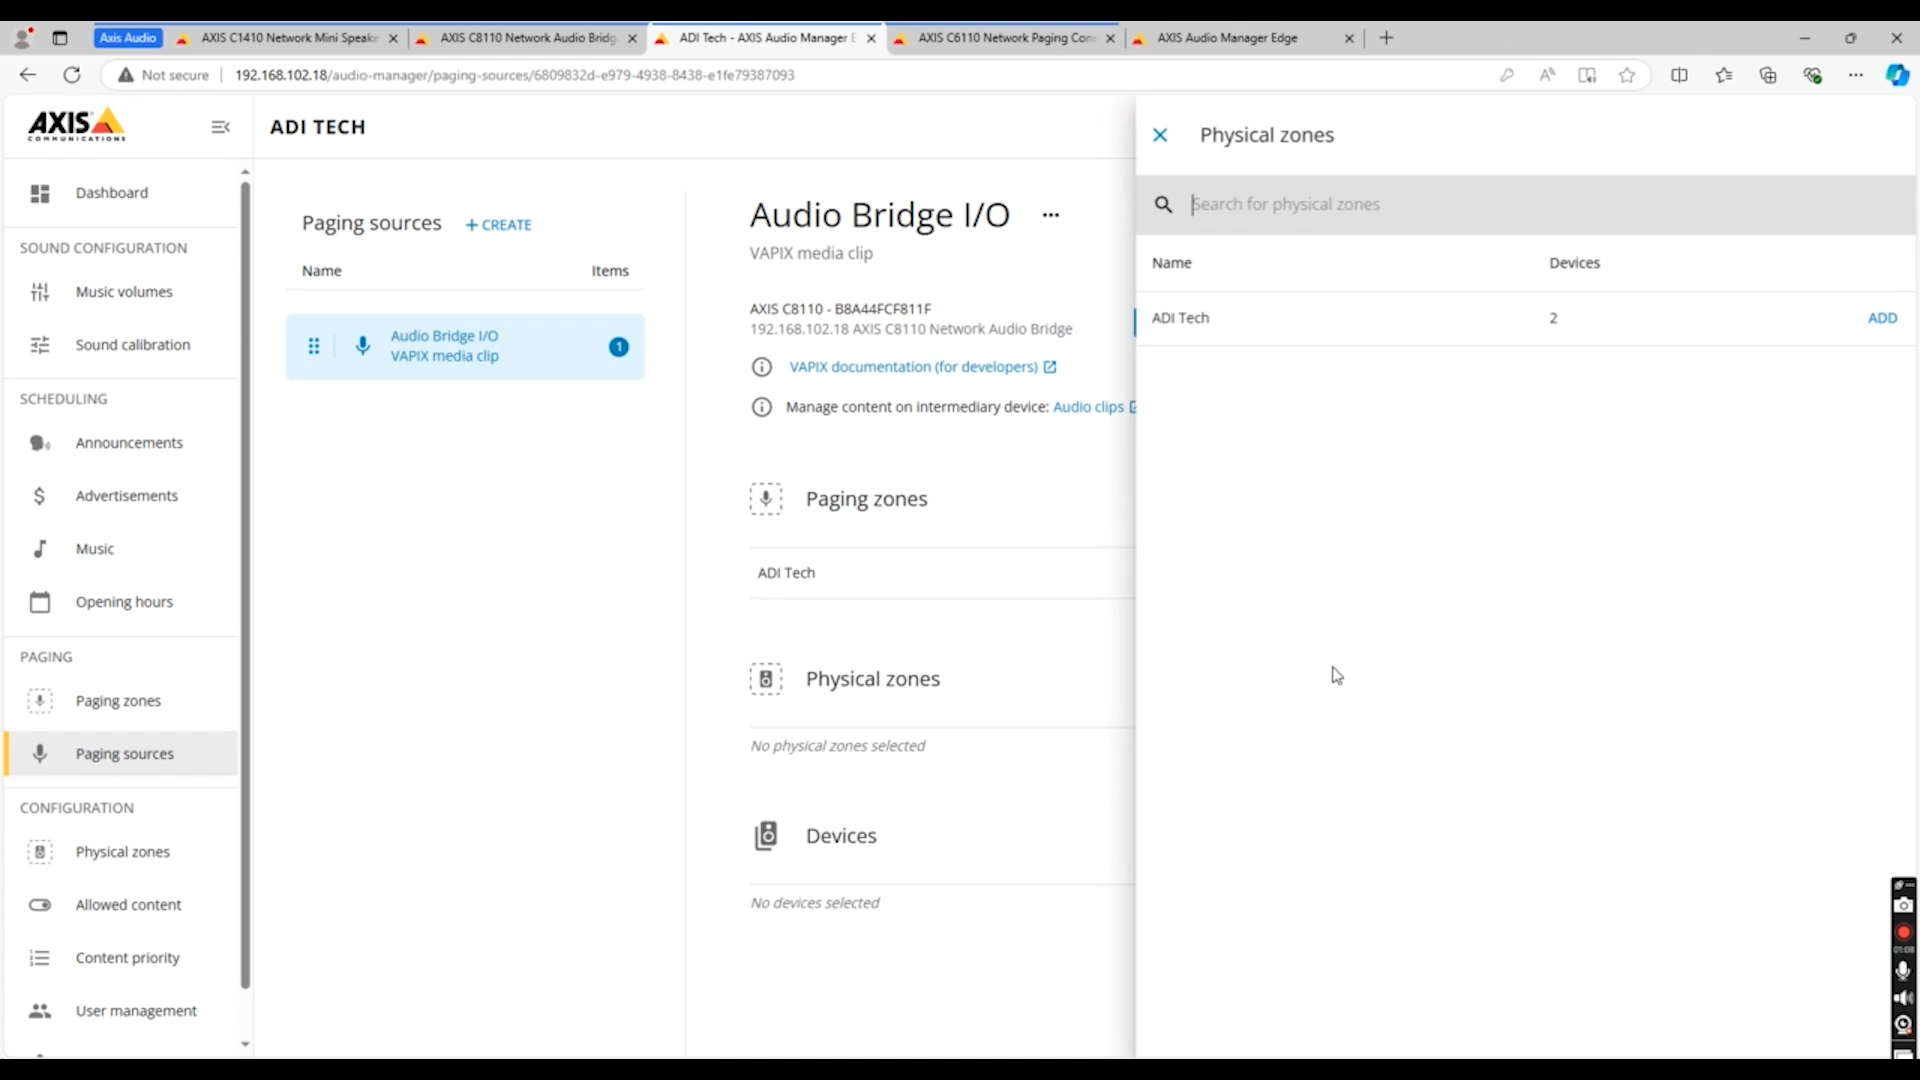 Axis Audio
AXIS C1410 Network Mini Speake
AXIS C8110 Network Audio Bridg
ADI Tech - AXIS Audio Manager E
AXIS C6110 Network Paging Con
AXIS Audio Manager Edge
Not secure
192.168.102.18/audio-manager/paging-sources/6809832d-e979-4938-8438-e1fe79387093
AXIS
COMMUNICATIONS
ADI TECH
Dashboard
SOUND CONFIGURATION
Music volumes
Sound calibration
SCHEDULING
Announcements
Advertisements
Music
Opening hours
PAGING
Paging zones
Paging sources
CONFIGURATION
Physical zones
Allowed content
Content priority
User management
Paging sources
+ CREATE
Name Items
Audio Bridge I/O
VAPIX media clip
1
Audio Bridge I/O
VAPIX media clip
AXIS C8110 - B8A44FCF811F
192.168.102.18 AXIS C8110 Network Audio Bridge
VAPIX documentation (for developers)
Manage content on intermediary device: Audio clips
Paging zones
ADI Tech
Physical zones
No physical zones selected
Devices
No devices selected
Physical zones
Search for physical zones
Name Devices
ADI Tech 2 ADD
01:08